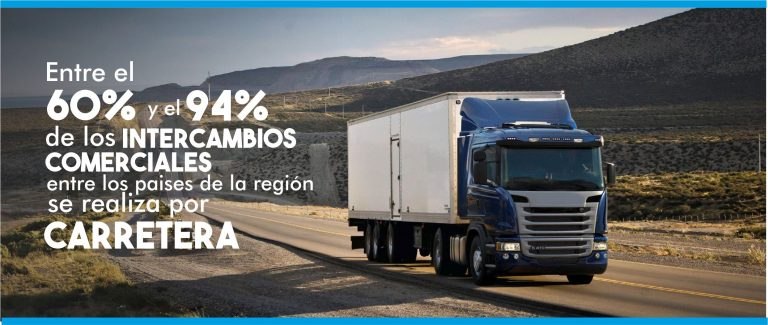 Entre el
60% y el 94%
de los INTERCAMBIOS
COMERCIALES
entre los paises de la región
se realiza por
CARRETERA